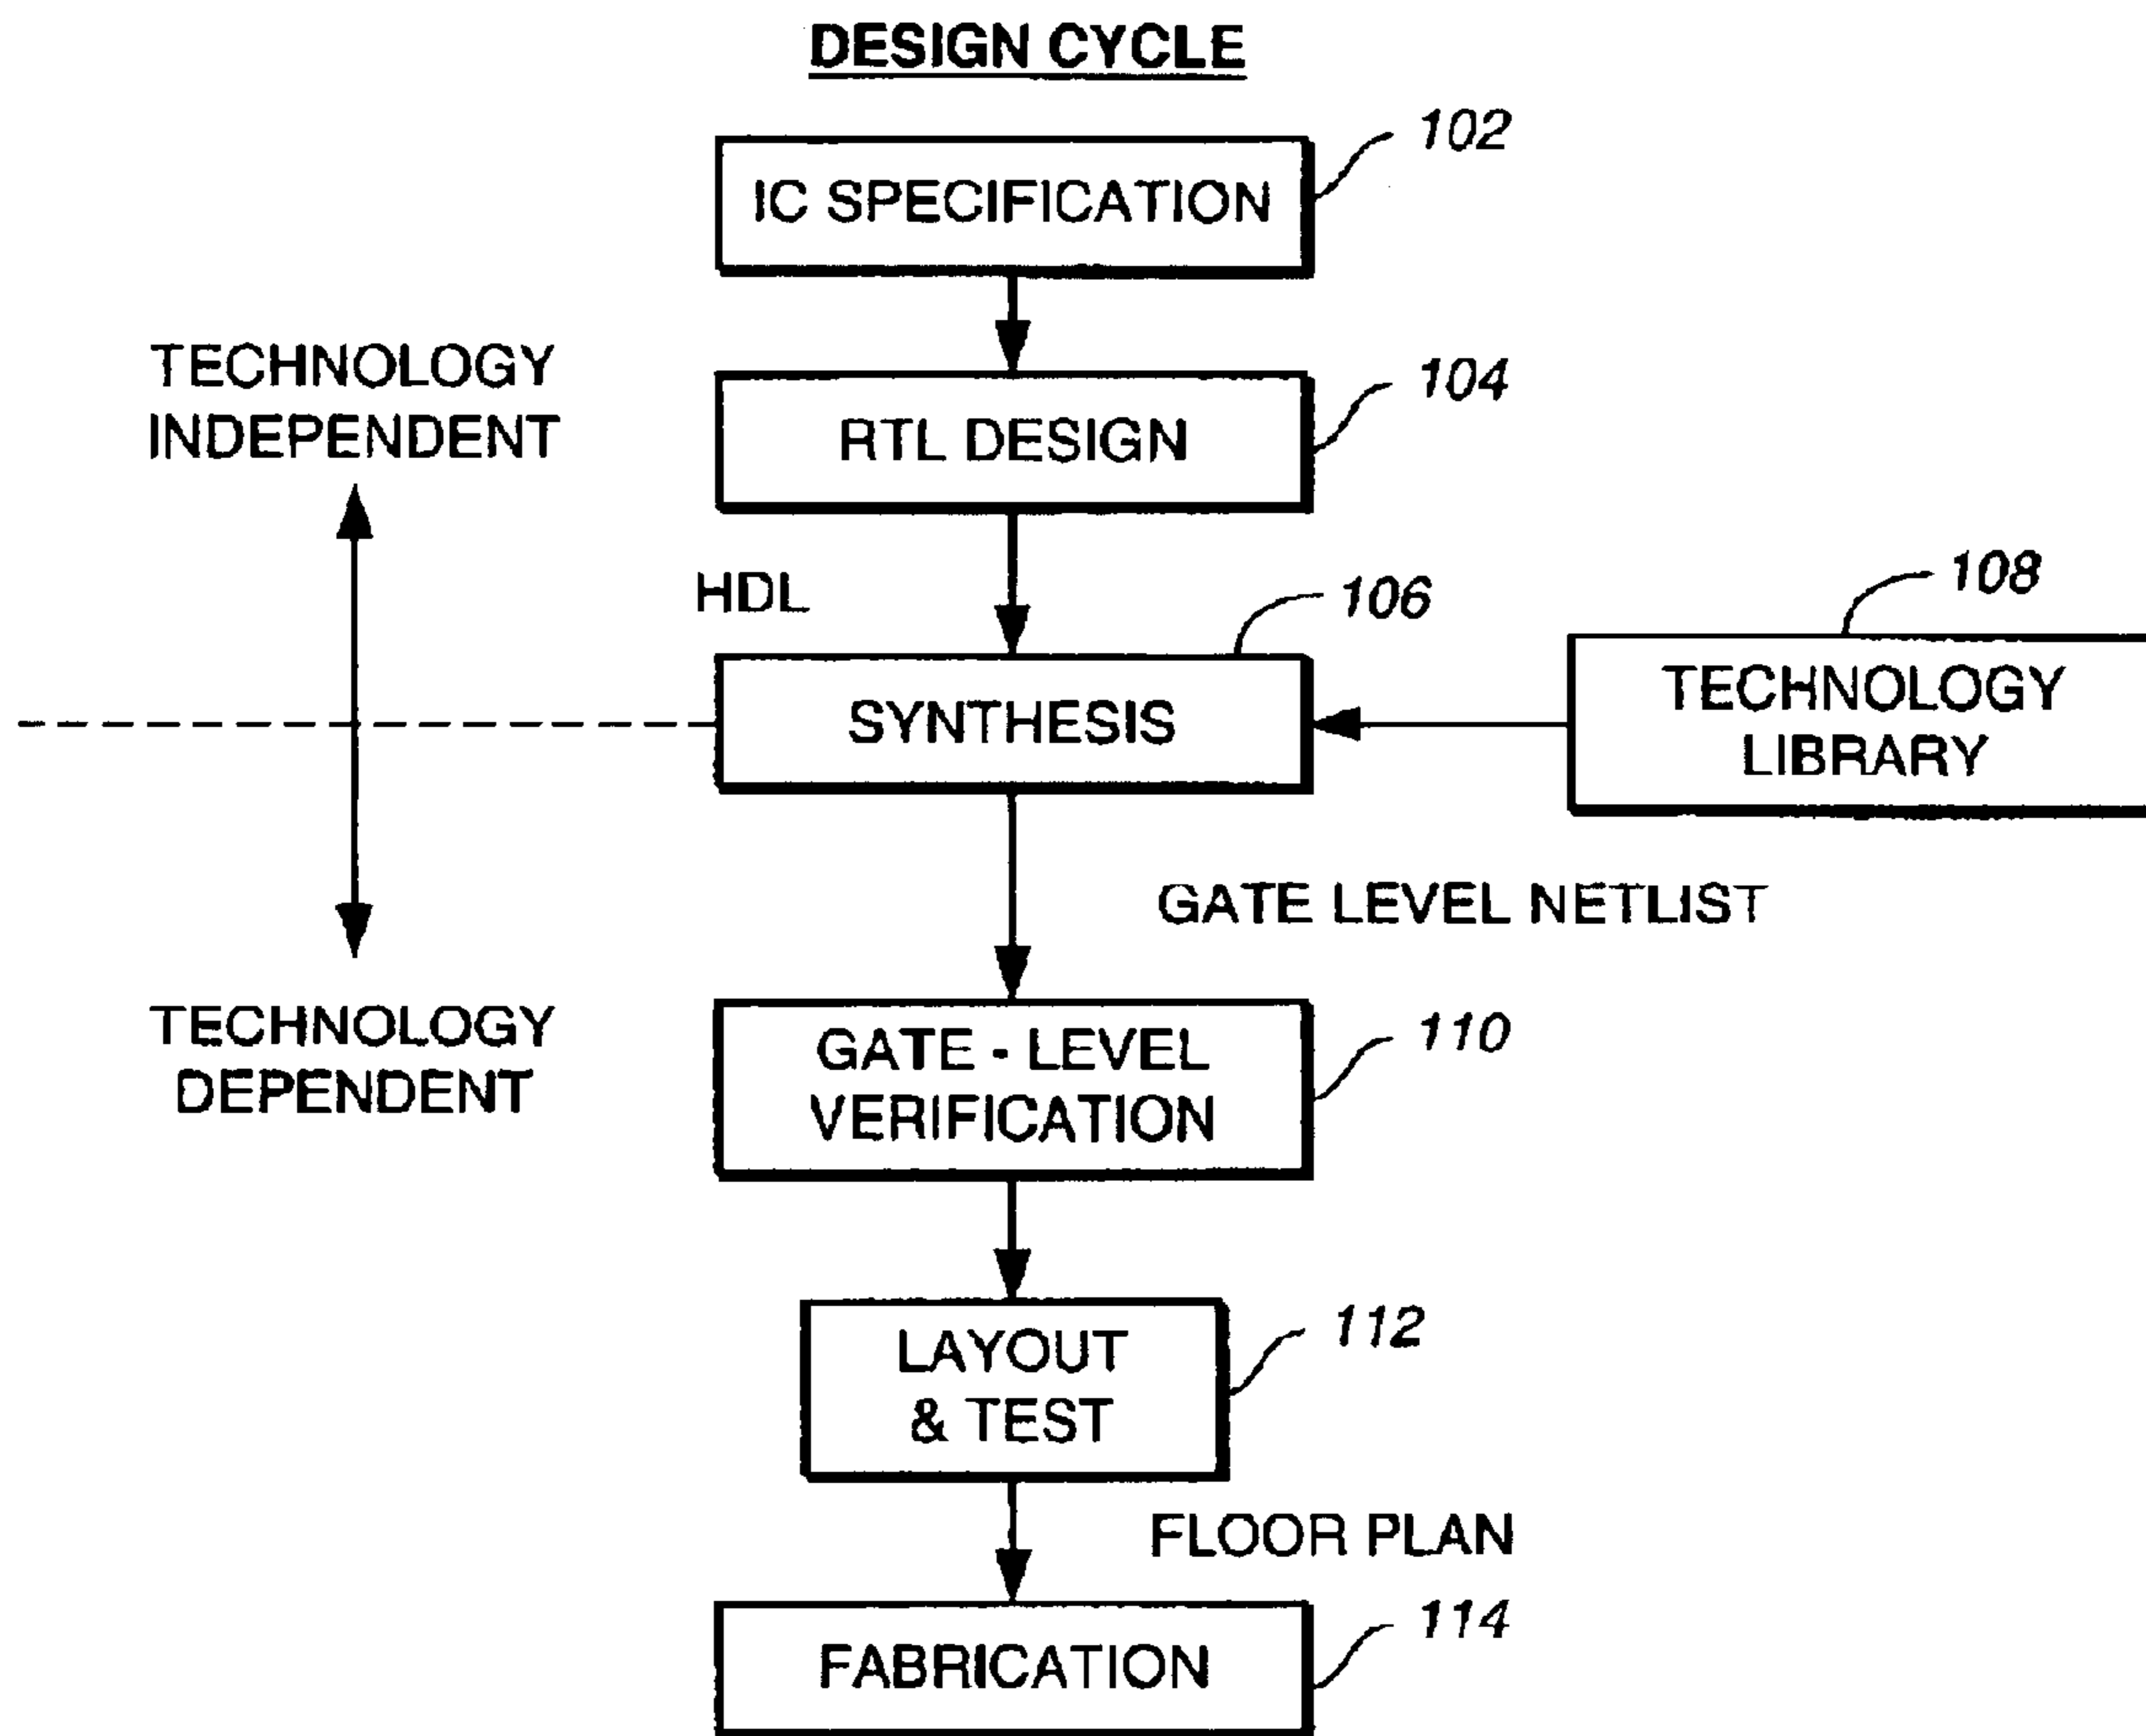 DESIGN CYCLE
102
IC SPECIFICATION
TECHNOLOGY
INDEPENDENT
104
RTL DESIGN
HDL
106
108
SYNTHESIS
TECHNOLOGY
LIBRARY
GATE LEVEL NETLIST
TECHNOLOGY
DEPENDENT
110
GATE - LEVEL
VERIFICATION
112
LAYOUT
& TEST
FLOOR PLAN
114
FABRICATION